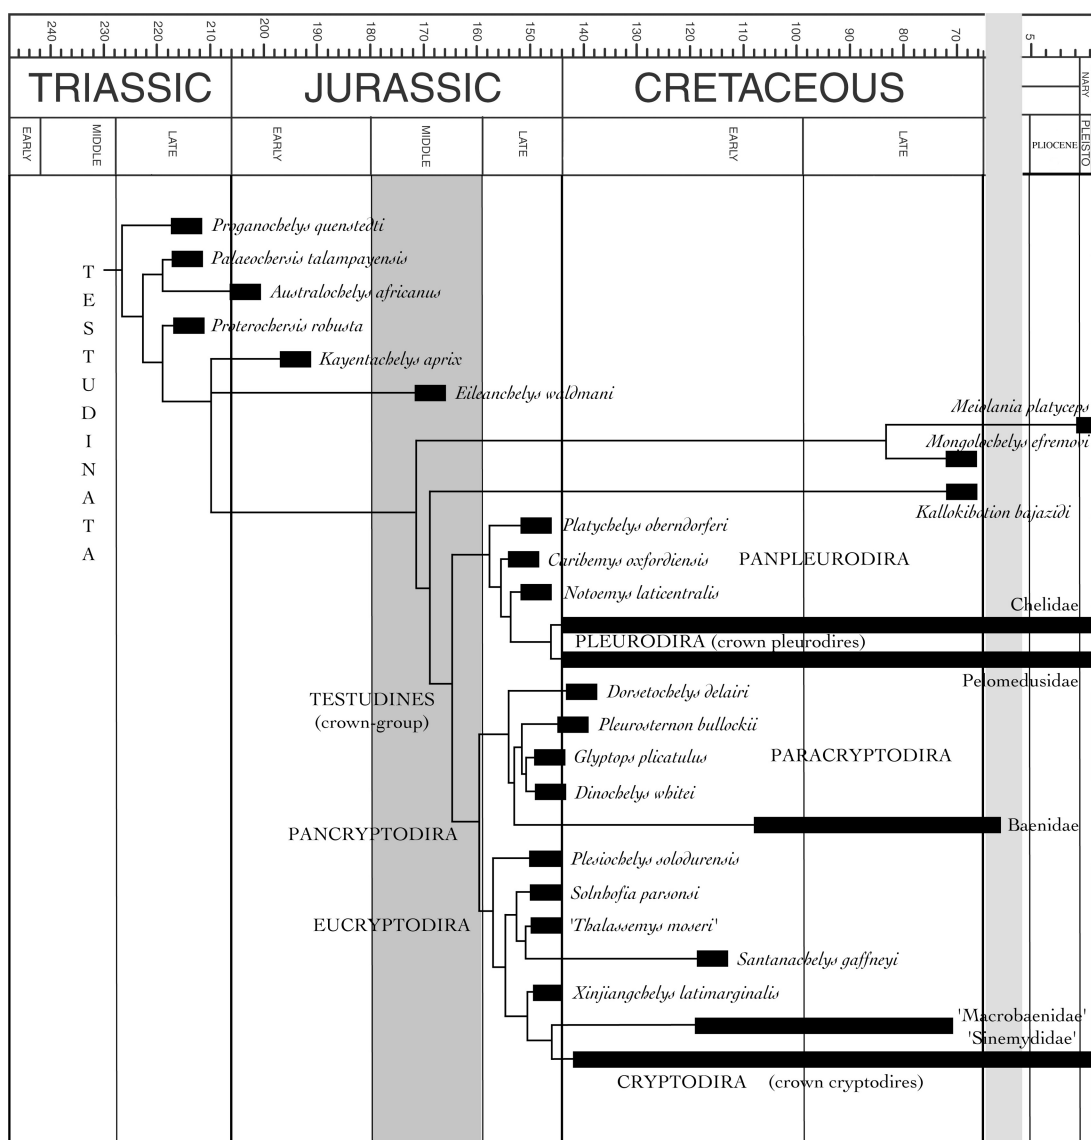 240 230 220 210 200 190 180 170 160 150 140 130 120 110 100 90 80 70 5
TRIASSIC JURASSIC CRETACEOUS NARY
EARLY MIDDLE LATE EARLY MIDDLE LATE EARLY LATE PLIOCENE PLEISTO
TESTUDINATA
Proganochelys quenstedti
Palaeochersis talampayensis
Australochelys africanus
Proterochersis robusta
Kayentachelys aprix
Eileanchelys waldmani
Meiolania platyceps
Mongolochelys efremovi
Kallokibotion bajazidi
Platychelys oberndorferi
Caribemys oxfordiensis PANPLEURODIRA
Notoemys laticentralis
Chelidae
PLEURODIRA (crown pleurodires)
Pelomedusidae
TESTUDINES
(crown-group)
Dorsetochelys delairi
Pleurosternon bullockii
Glyptops plicatulus PARACRYPTODIRA
Dinochelys whitei
Baenidae
PANCRYPTODIRA
Plesiochelys solodurensis
Solnhofia parsonsi
EUCRYPTODIRA 'Thalassemys moseri'
Santanachelys gaffneyi
Xinjiangchelys latimarginalis
'Macrobaenidae'
'Sinemydidae'
CRYPTODIRA (crown cryptodires)